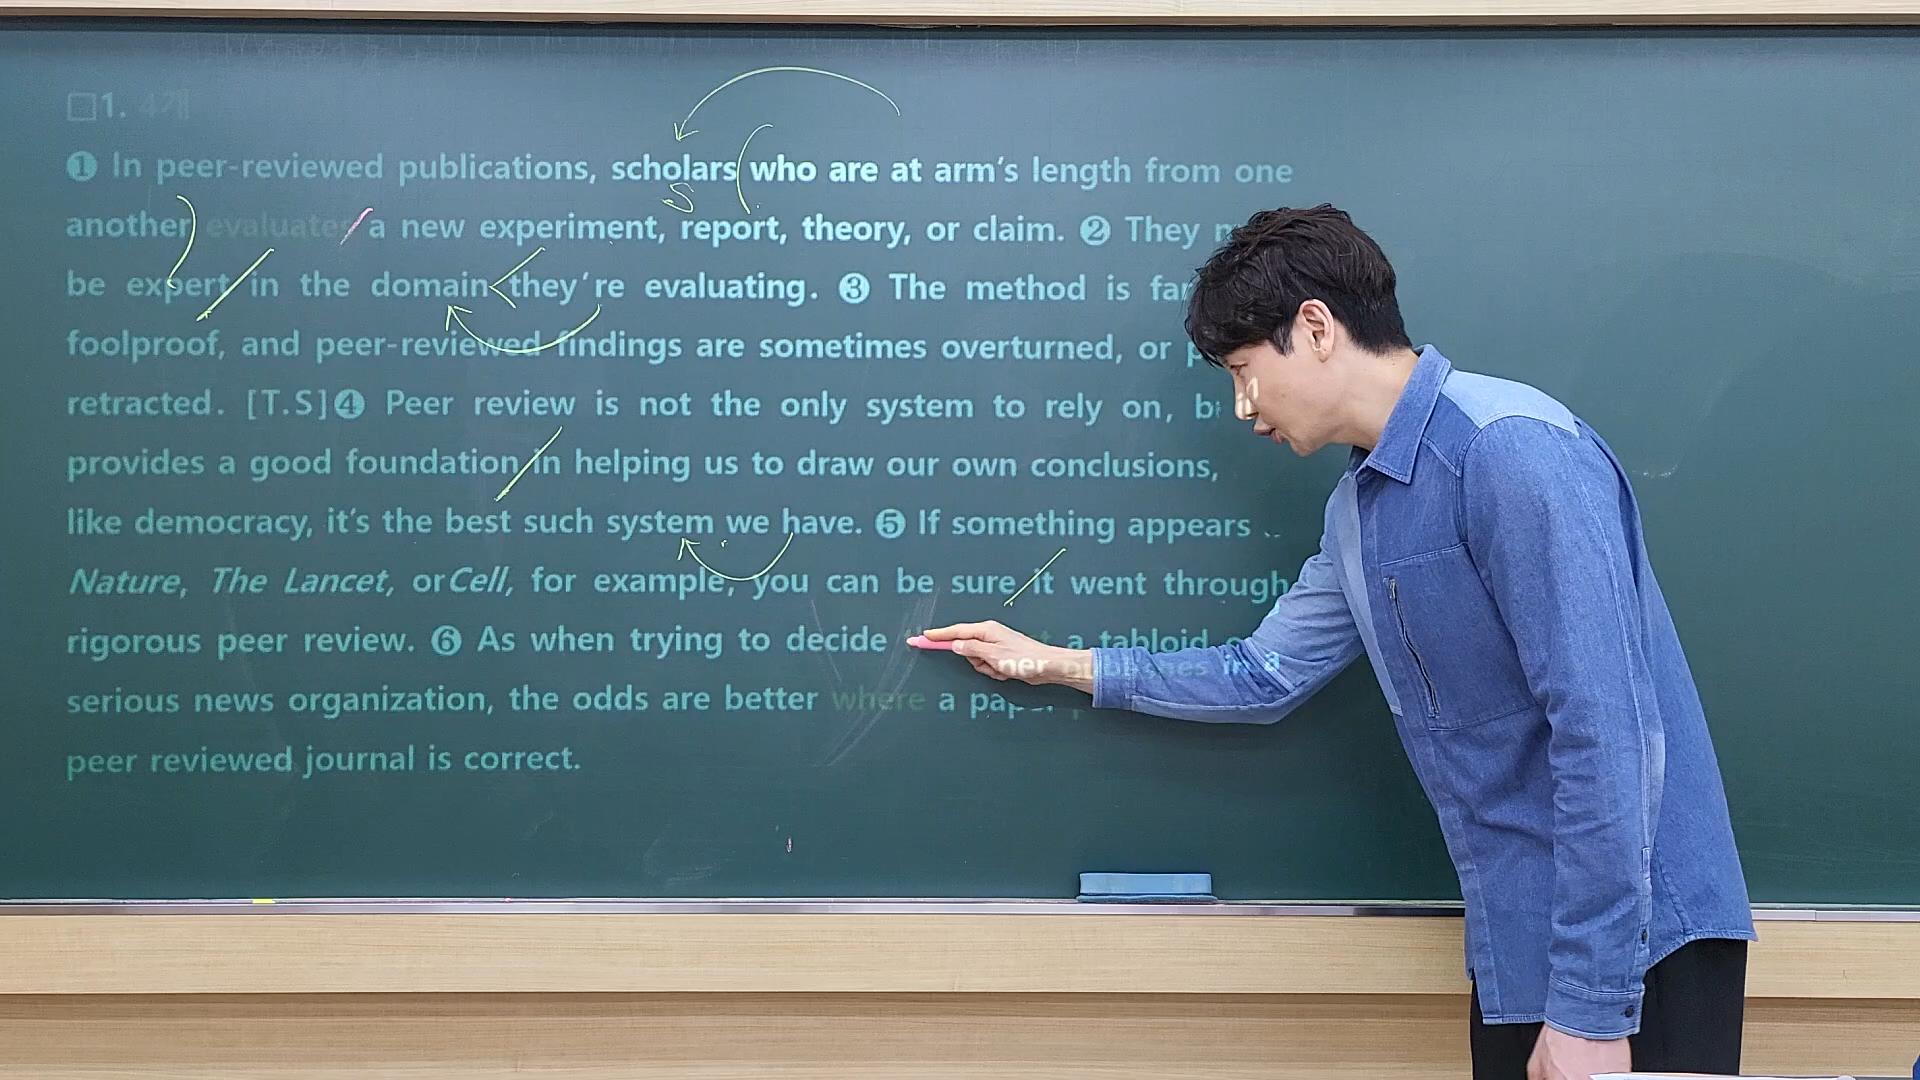 □1. 4개
❶ In peer-reviewed publications, scholars who are at arm's length from one
another evaluates a new experiment, report, theory, or claim. ❷ They
be expert in the domain they're evaluating. ❸ The method is far
foolproof, and peer-reviewed findings are sometimes overturned, or
retracted. [T.S]❹ Peer review is not the only system to rely on,
provides a good foundation in helping us to draw our own conclusions,
like democracy, it's the best such system we have. ❺ If something appears
Nature, The Lancet, or Cell, for example, you can be sure it went through
rigorous peer review. ❻ As when trying to decide a tabloid
serious news organization, the odds are better where a paper publishes in a
peer reviewed journal is correct.
S